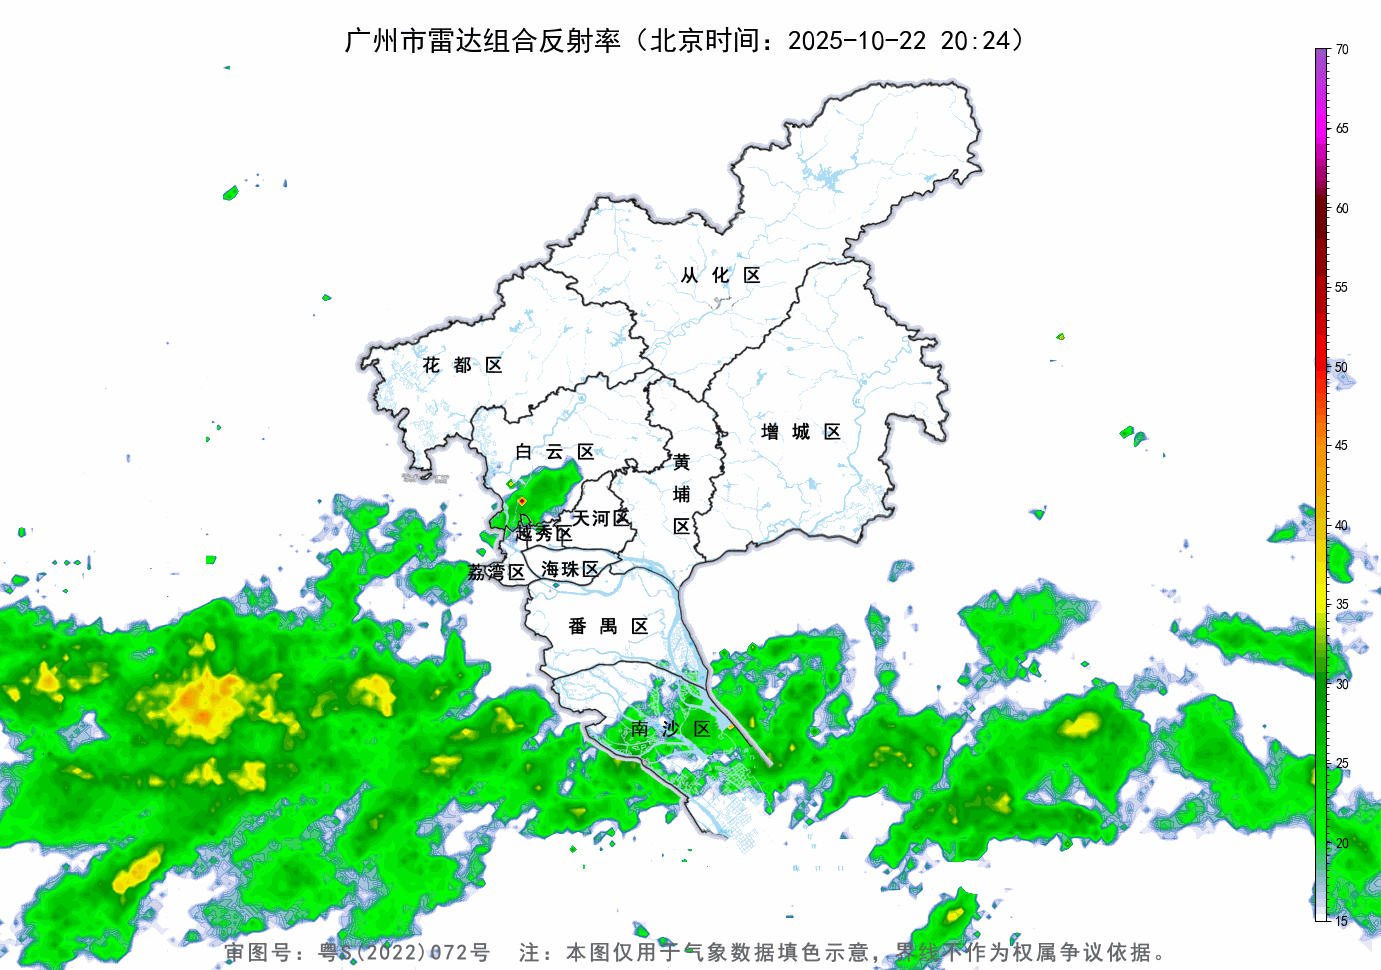 广州市雷达组合反射率（北京时间：2025-10-22 20:24）
70
65
60
55
50
45
40
35
30
25
20
15
从化区
花都区
增城区
白云区
黄埔区
天河区
越秀区
荔湾区
海珠区
番禺区
南沙区
审图号：粤S(2022)072号 注：本图仅用于气象数据填色示意，界线不作为权属争议依据。